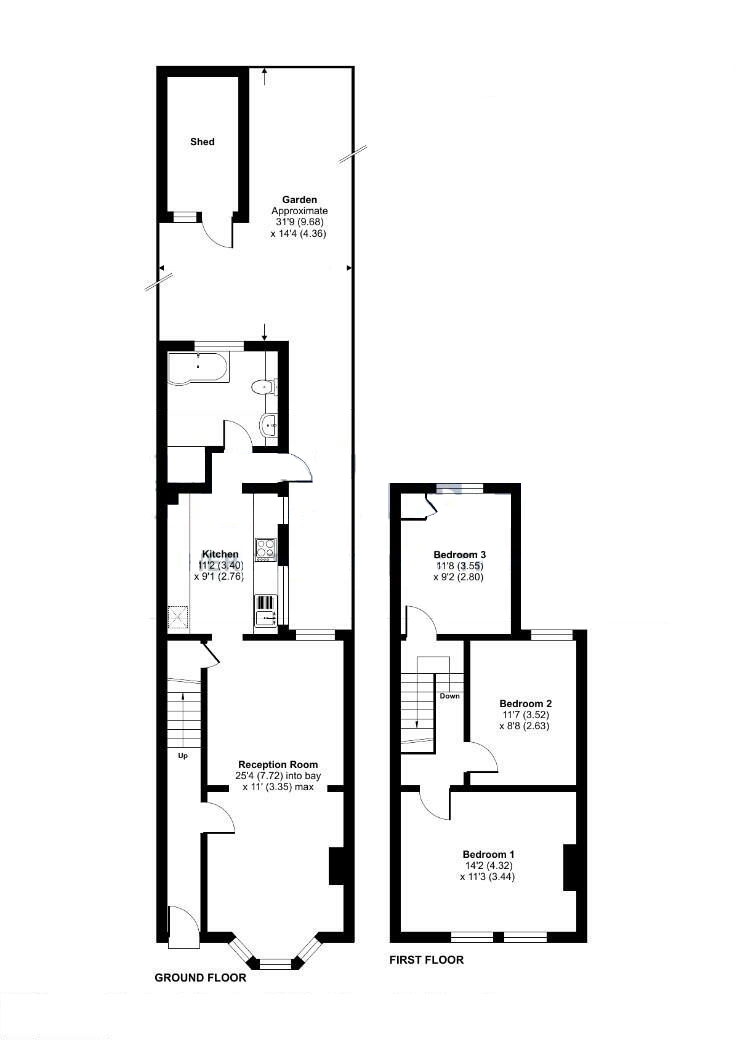 Shed
Garden
Approximate
31'9 (9.68)
x 14'4 (4.36)
Kitchen
11'2 (3.40)
x 9'1 (2.76)
Bedroom 3
11'8 (3.55)
x 9'2 (2.80)
Down
Bedroom 2
11'7 (3.52)
x 8'8 (2.63)
Up
Reception Room
25'4 (7.72) into bay
x 11' (3.35) max
Bedroom 1
14'2 (4.32)
x 11'3 (3.44)
FIRST FLOOR
GROUND FLOOR